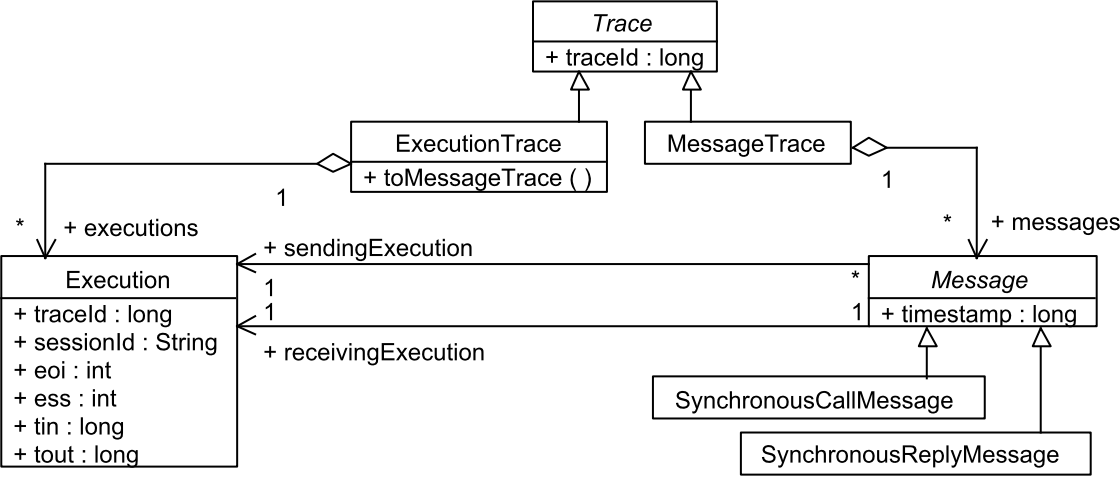 Trace
+ traceId : long
ExecutionTrace
+ toMessageTrace ( )
MessageTrace
1
1
* + executions
* + messages
+ sendingExecution
1
*
Execution
+ traceId : long
+ sessionId : String
+ eoi : int
+ ess : int
+ tin : long
+ tout : long
Message
+ timestamp : long
1
1
+ receivingExecution
SynchronousCallMessage
SynchronousReplyMessage